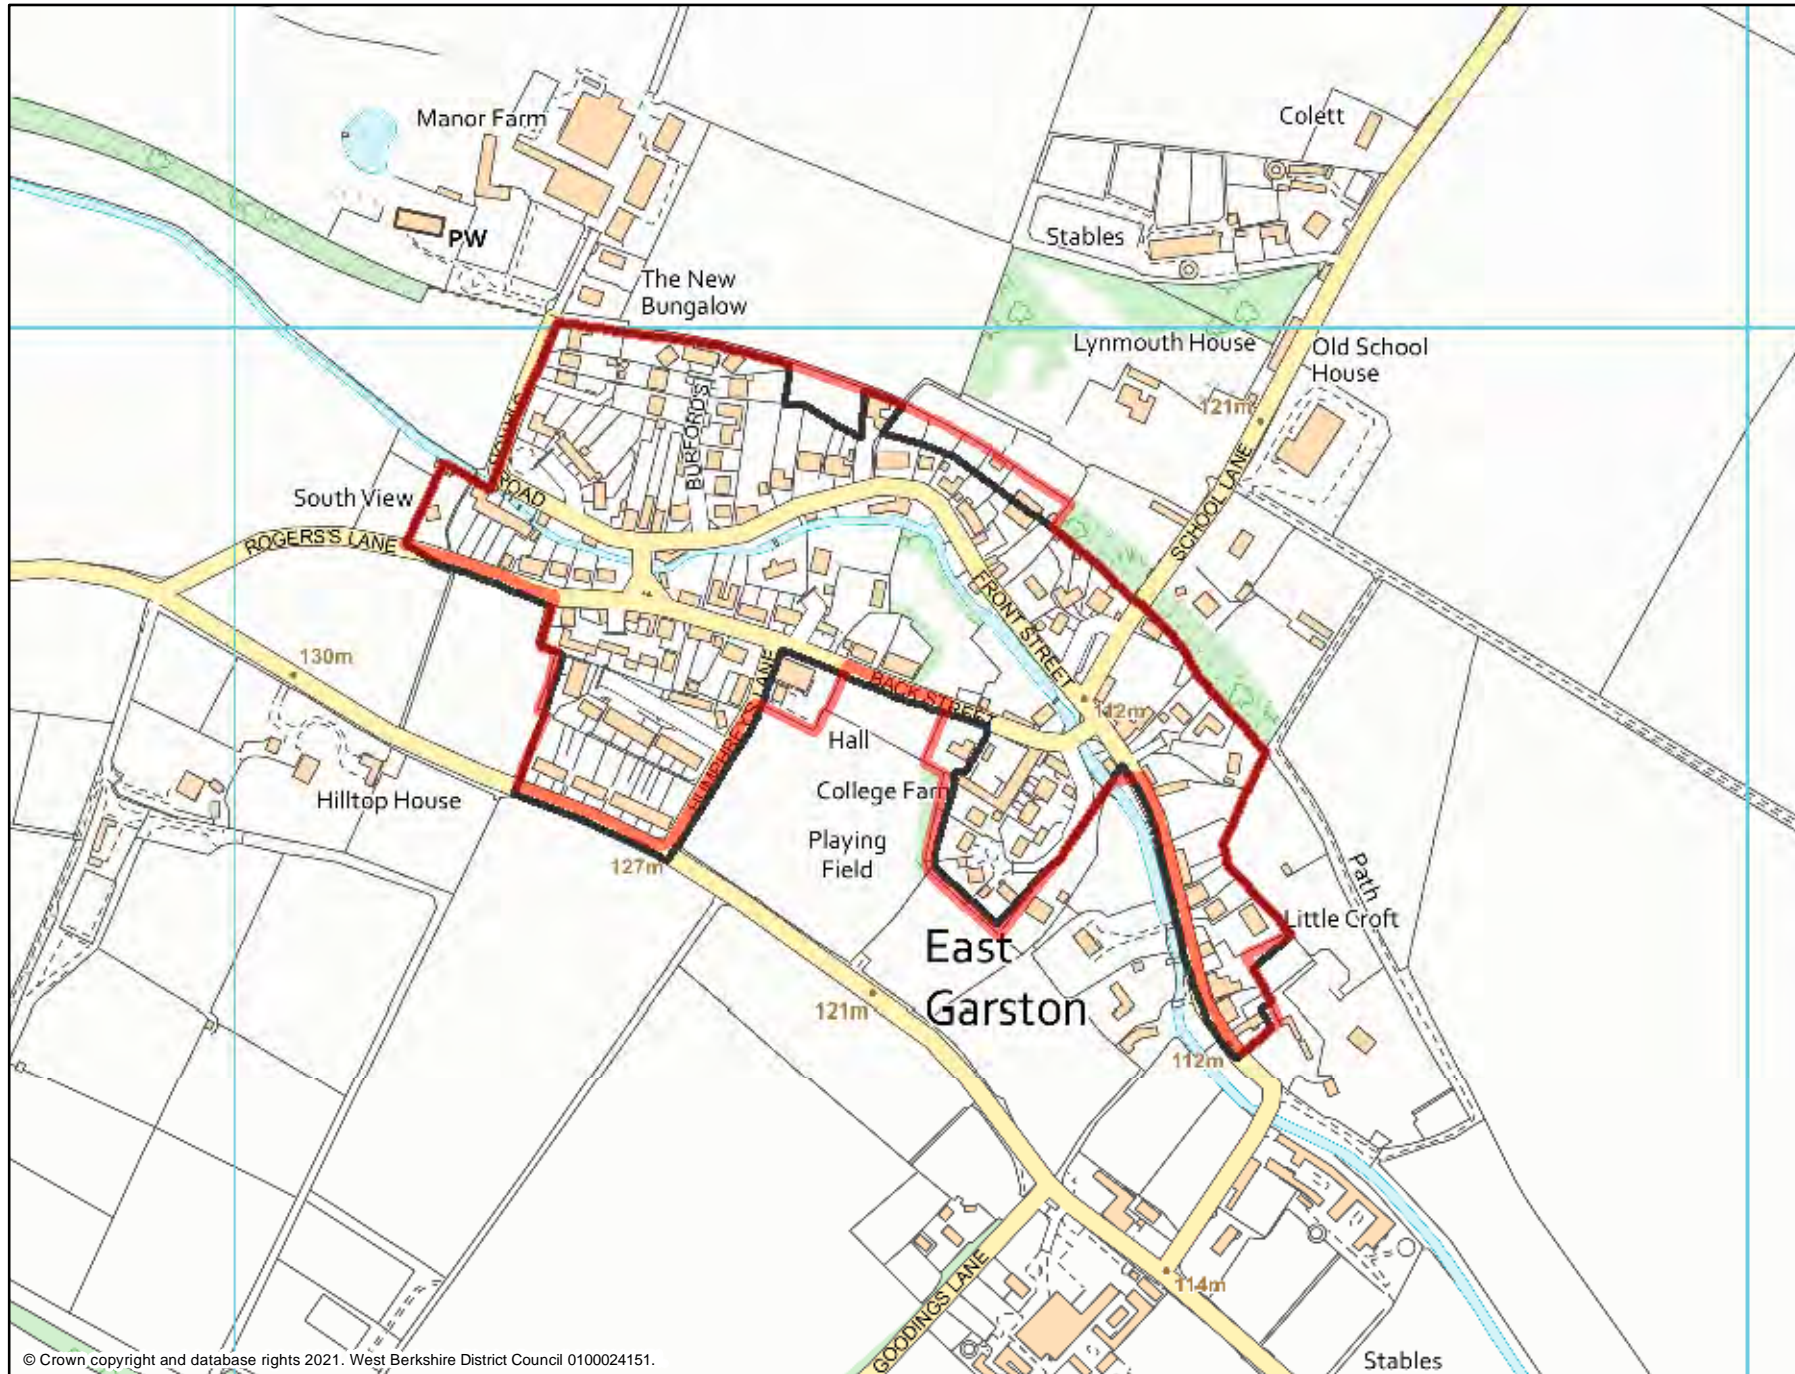 Manor Farm
Colett
PW
Stables
The New
Bungalow
Lynmouth House
Old School
House
121m
BURFORDS
ROAD
South View
ROGERS'S LANE
SCHOOL LANE
FRONT STREET
130m
HUMPHREYS LANE
BACK STREET
112m
Hall
Hilltop House
College Farm
Playing
Field
127m
Path
Little Croft
East
Garston
121m
112m
GOODINGS LANE
114m
Stables
© Crown copyright and database rights 2021. West Berkshire District Council 0100024151.